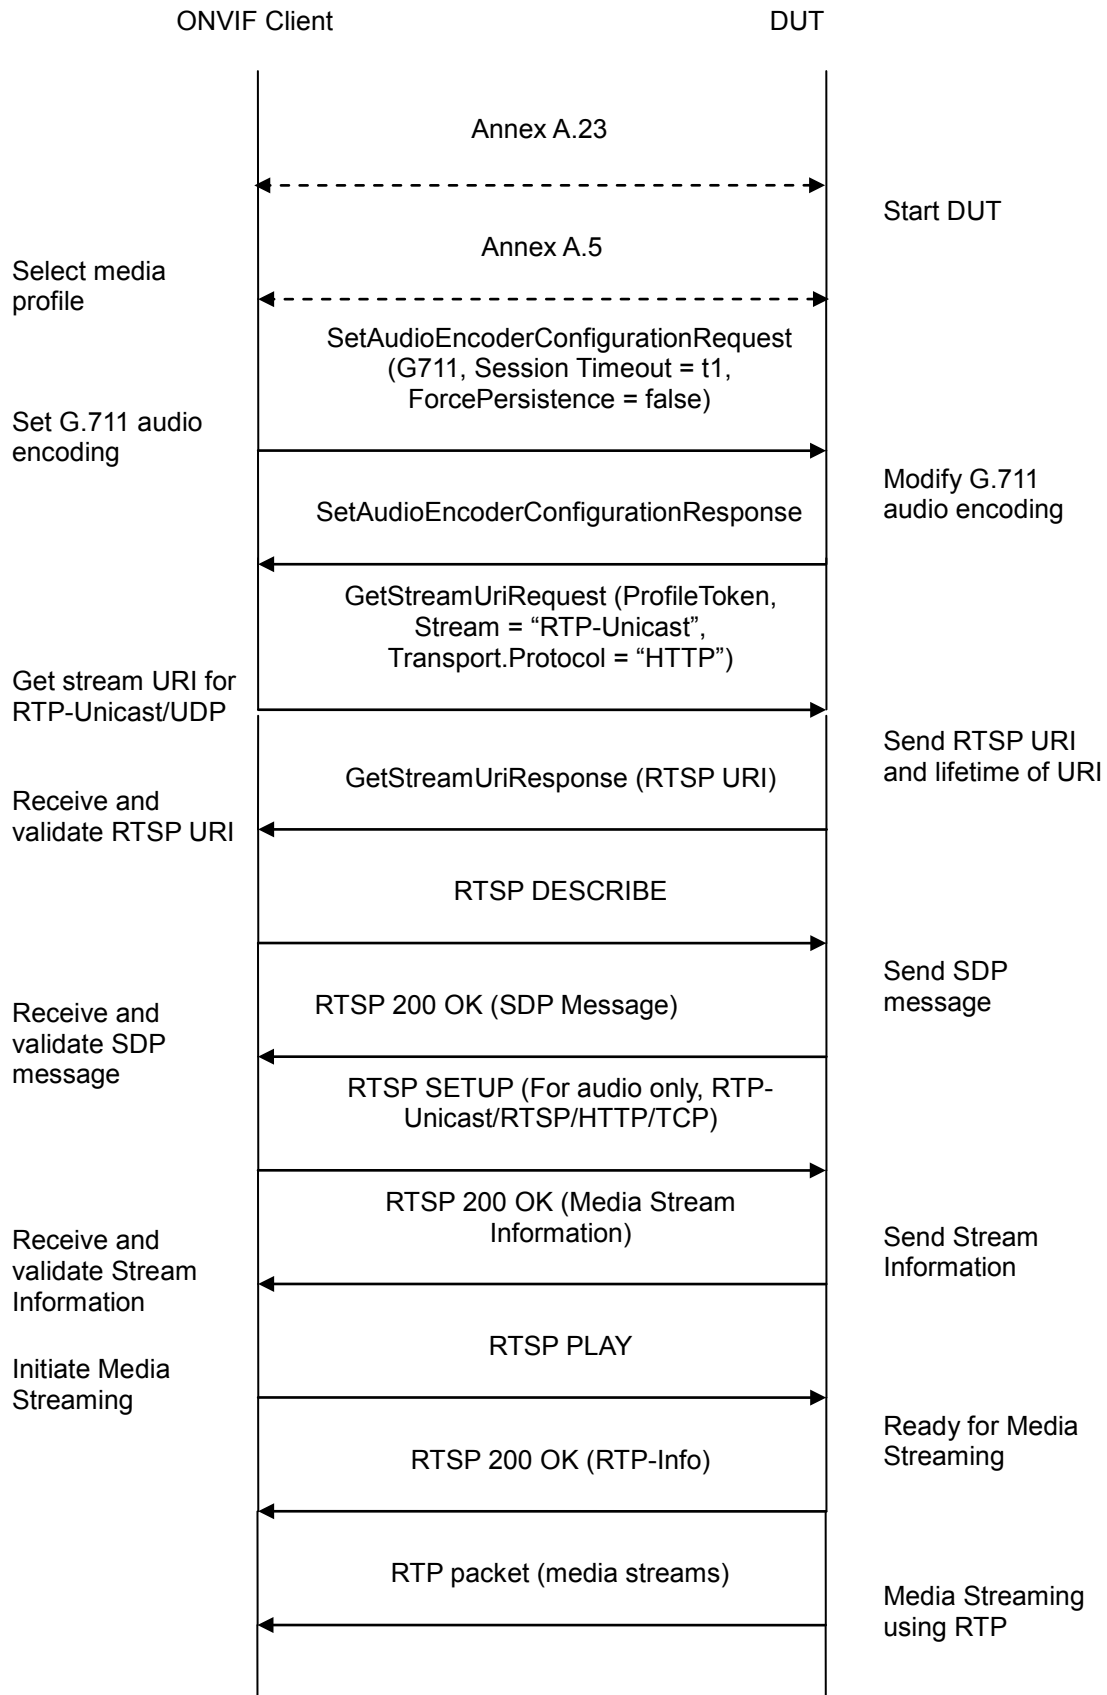 ONVIF Client
DUT
Annex A.23
Start DUT
Annex A.5
Select media
profile
SetAudioEncoderConfigurationRequest
(G711, Session Timeout = t1,
ForcePersistence = false)
Set G.711 audio
encoding
Modify G.711
audio encoding
SetAudioEncoderConfigurationResponse
GetStreamUriRequest (ProfileToken,
Stream = “RTP-Unicast”,
Transport.Protocol = “HTTP”)
Get stream URI for
RTP-Unicast/UDP
Send RTSP URI
and lifetime of URI
GetStreamUriResponse (RTSP URI)
Receive and
validate RTSP URI
RTSP DESCRIBE
Send SDP
message
RTSP 200 OK (SDP Message)
Receive and
validate SDP
message
RTSP SETUP (For audio only, RTP-
Unicast/RTSP/HTTP/TCP)
RTSP 200 OK (Media Stream
Information)
Send Stream
Information
Receive and
validate Stream
Information
RTSP PLAY
Initiate Media
Streaming
Ready for Media
Streaming
RTSP 200 OK (RTP-Info)
RTP packet (media streams)
Media Streaming
using RTP